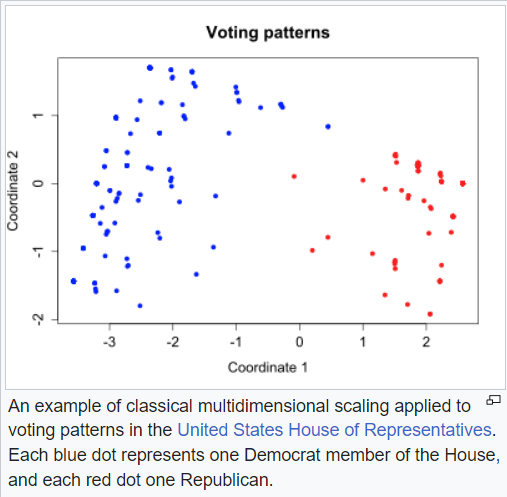 Voting patterns
Coordinate 2
1
0
-1
-2
-3
-2
-1
0
1
2
Coordinate 1
An example of classical multidimensional scaling applied to
voting patterns in the United States House of Representatives.
Each blue dot represents one Democrat member of the House,
and each red dot one Republican.